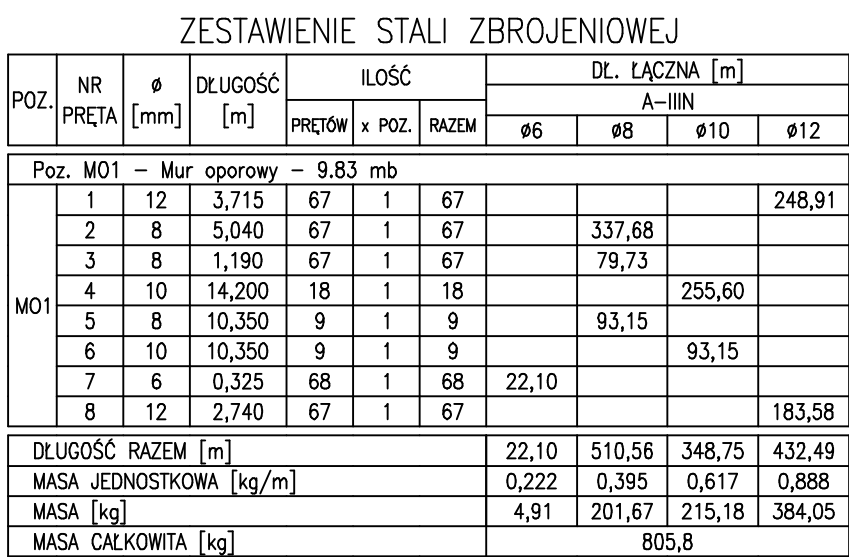 ZESTAWIENIE STALI ZBROJENIOWEJ
POZ. NR PRĘTA ø [mm] DŁUGOŚĆ [m] ILOŚĆ DŁ. ŁĄCZNA [m]
A-IIIN
PRĘTÓW x POZ. RAZEM ø6 ø8 ø10 ø12
Poz. MO1 - Mur oporowy - 9.83 mb
MO1
1 12 3,715 67 1 67 248,91
2 8 5,040 67 1 67 337,68
3 8 1,190 67 1 67 79,73
4 10 14,200 18 1 18 255,60
5 8 10,350 9 1 9 93,15
6 10 10,350 9 1 9 93,15
7 6 0,325 68 1 68 22,10
8 12 2,740 67 1 67 183,58
DŁUGOŚĆ RAZEM [m] 22,10 510,56 348,75 432,49
MASA JEDNOSTKOWA [kg/m] 0,222 0,395 0,617 0,888
MASA [kg] 4,91 201,67 215,18 384,05
MASA CAŁKOWITA [kg] 805,8